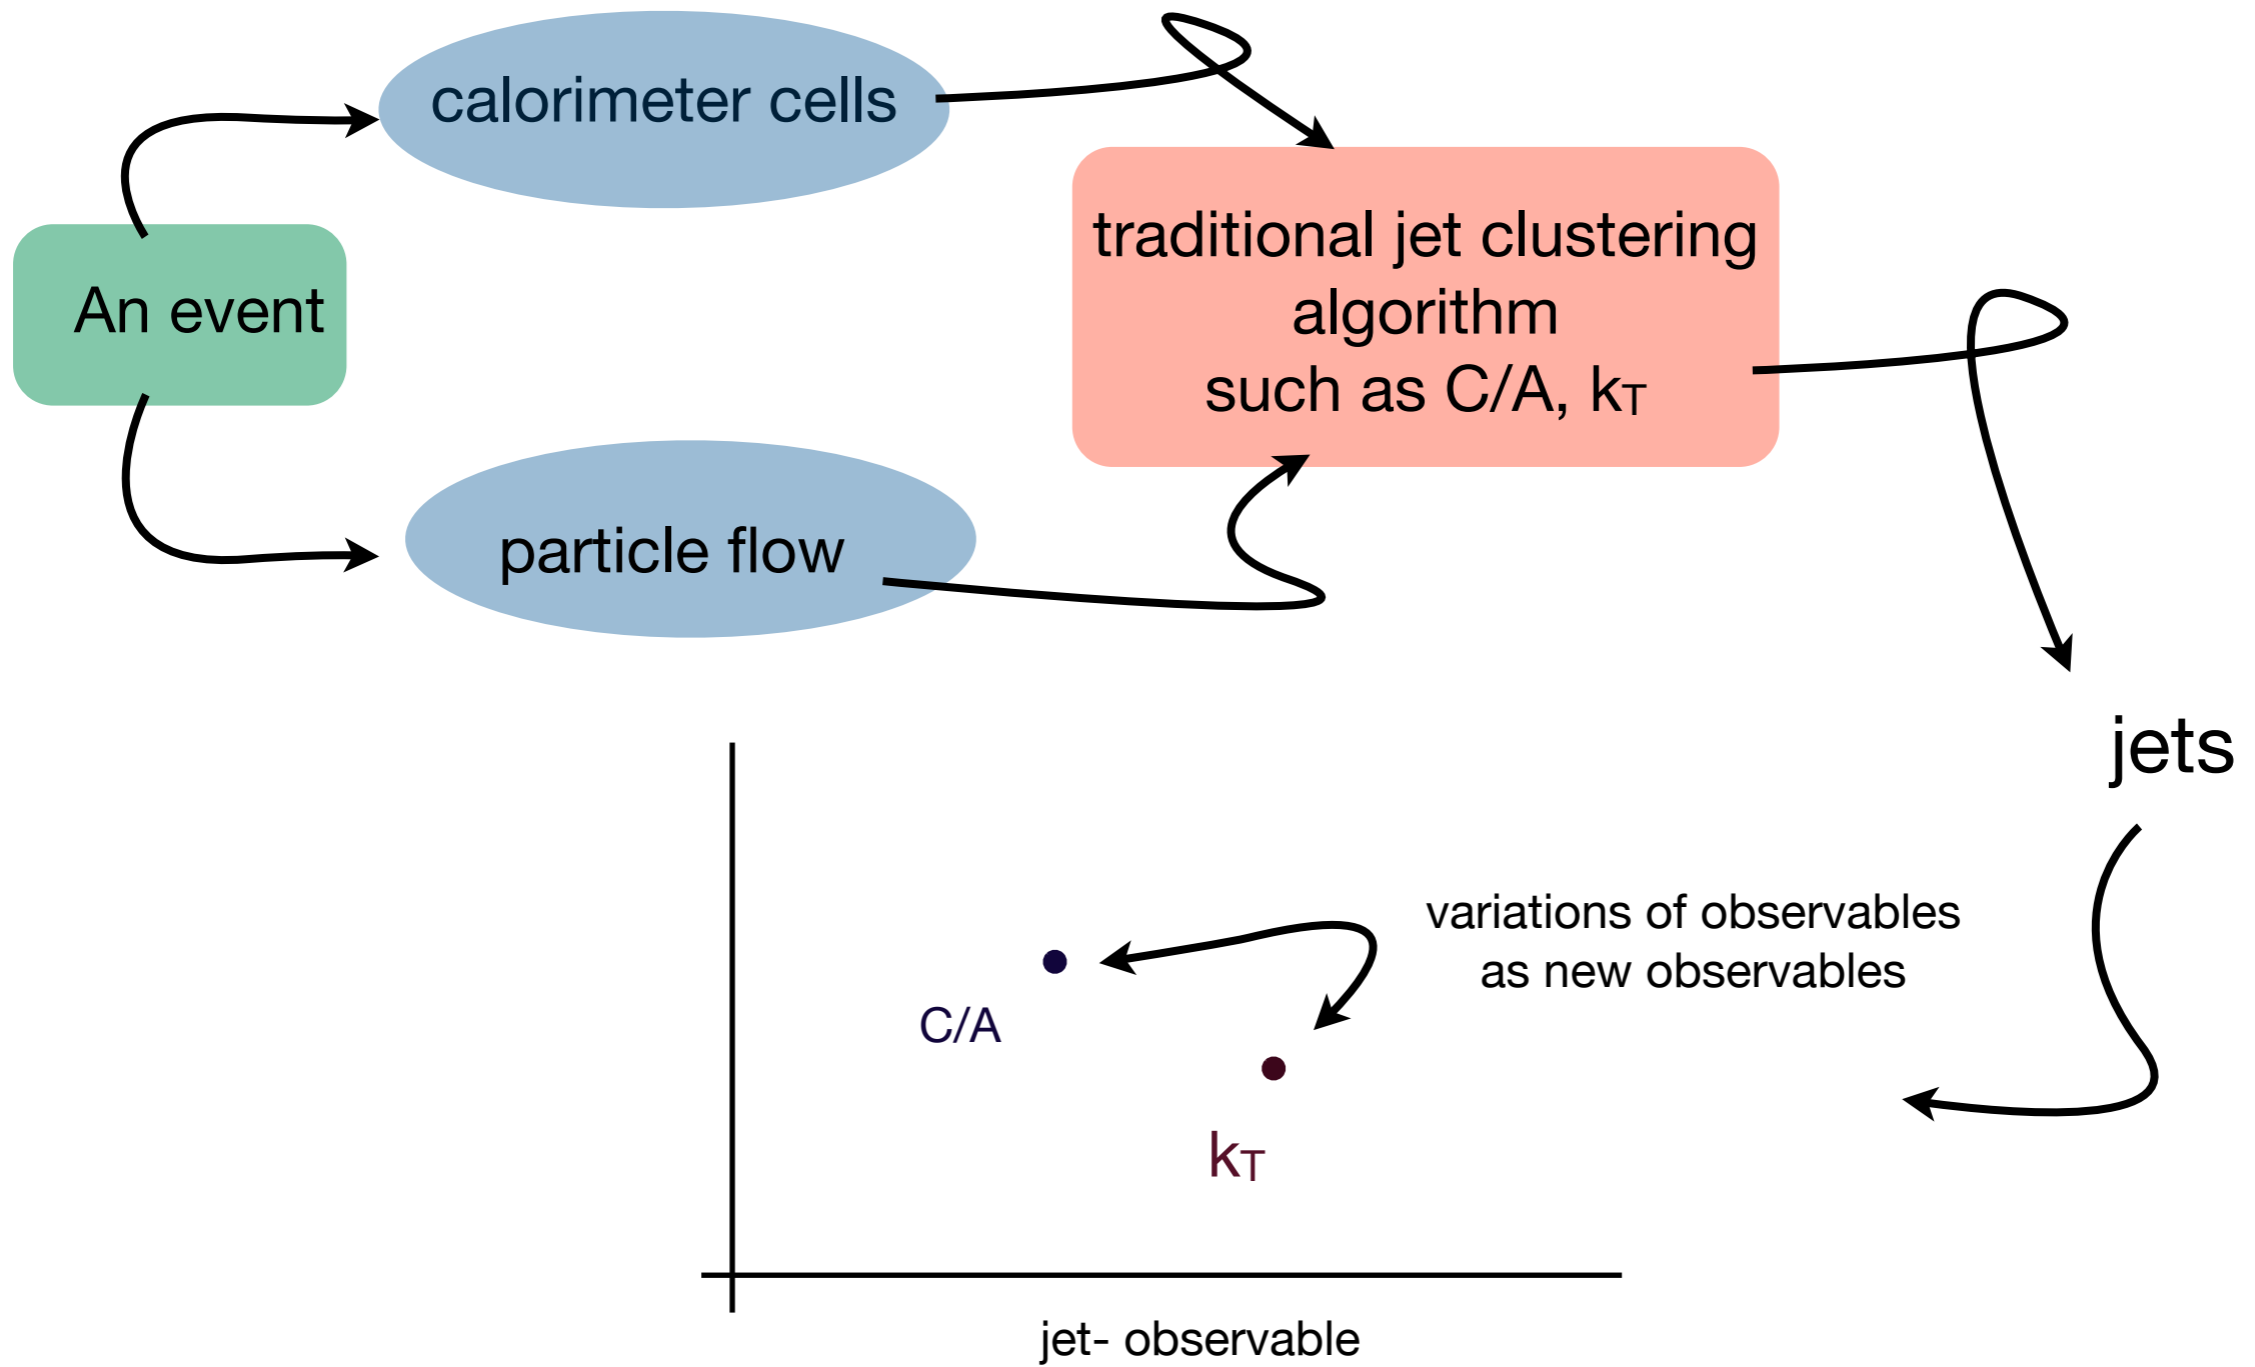 calorimeter cells
An event
traditional jet clustering
algorithm
such as C/A, kT
particle flow
jets
variations of observables
as new observables
C/A
kT
jet- observable